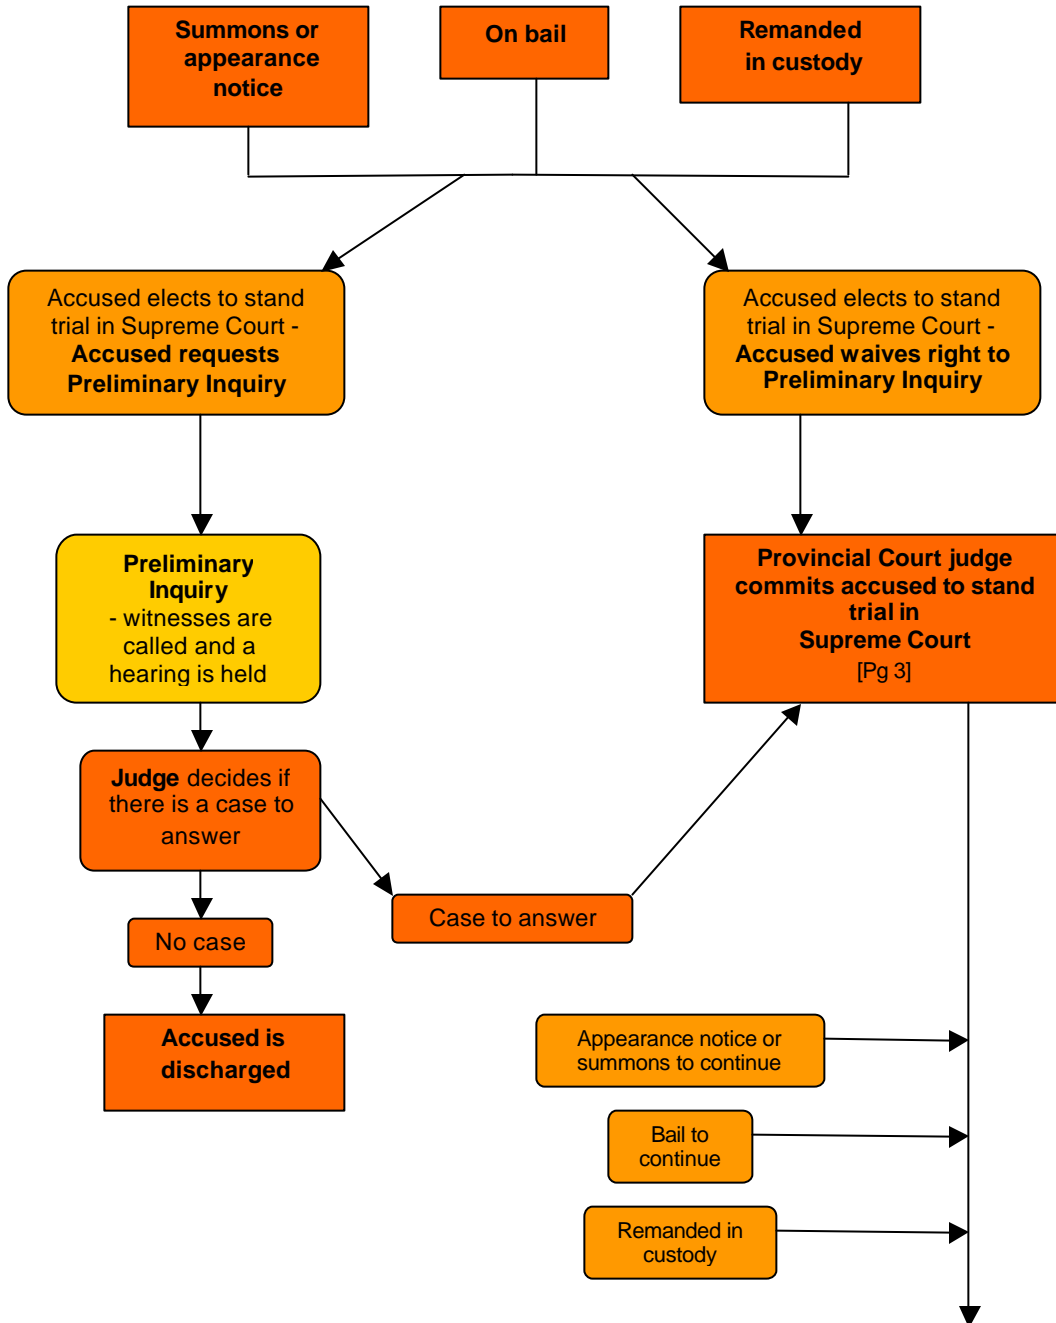 Summons or
appearance
notice
On bail
Remanded
in custody
Accused elects to stand
trial in Supreme Court -
Accused requests
Preliminary Inquiry
Accused elects to stand
trial in Supreme Court -
Accused waives right to
Preliminary Inquiry
Preliminary
Inquiry
- witnesses are
called and a
hearing is held
Provincial Court judge
commits accused to stand
trial in
Supreme Court
[Pg 3]
Judge decides if
there is a case to
answer
Case to answer
No case
Accused is
discharged
Appearance notice or
summons to continue
Bail to
continue
Remanded in
custody